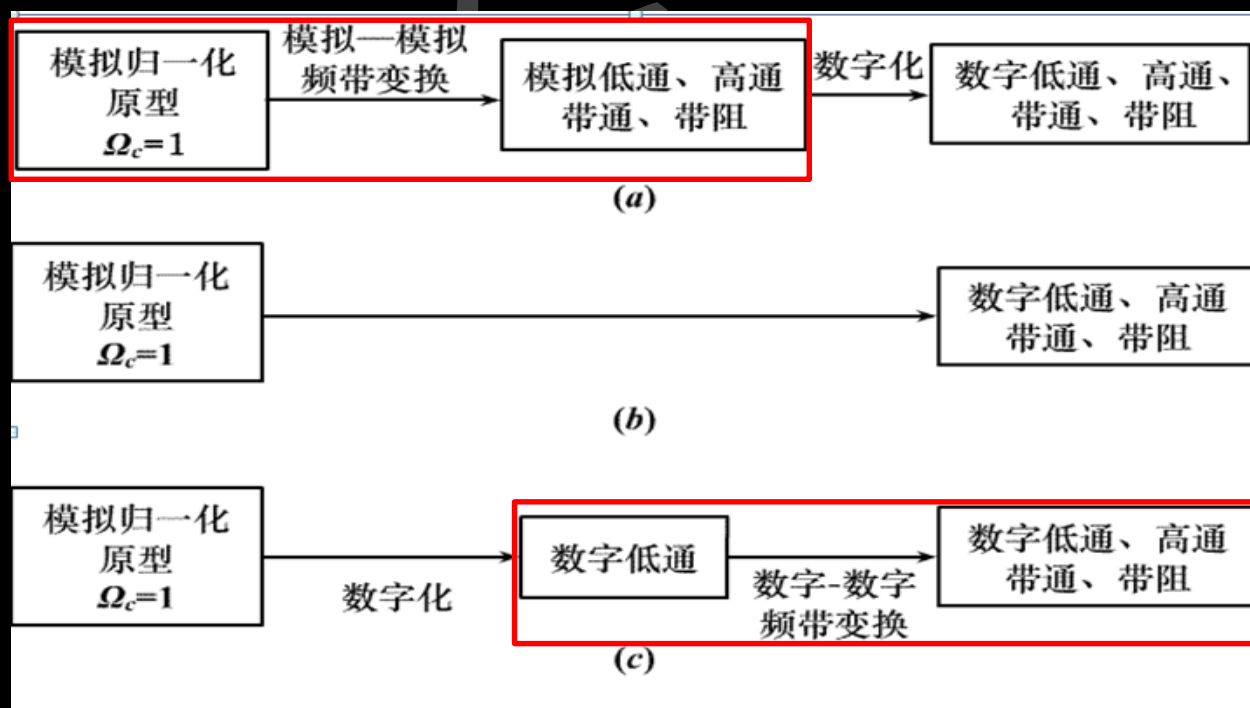 模拟归一化
原型
Ω_c=1
模拟—模拟
频带变换
模拟低通、高通
带通、带阻
数字化
数字低通、高通、
带通、带阻
(a)
模拟归一化
原型
Ω_c=1
数字低通、高通
带通、带阻
(b)
模拟归一化
原型
Ω_c=1
数字化
数字低通
数字-数字
频带变换
数字低通、高通
带通、带阻
(c)